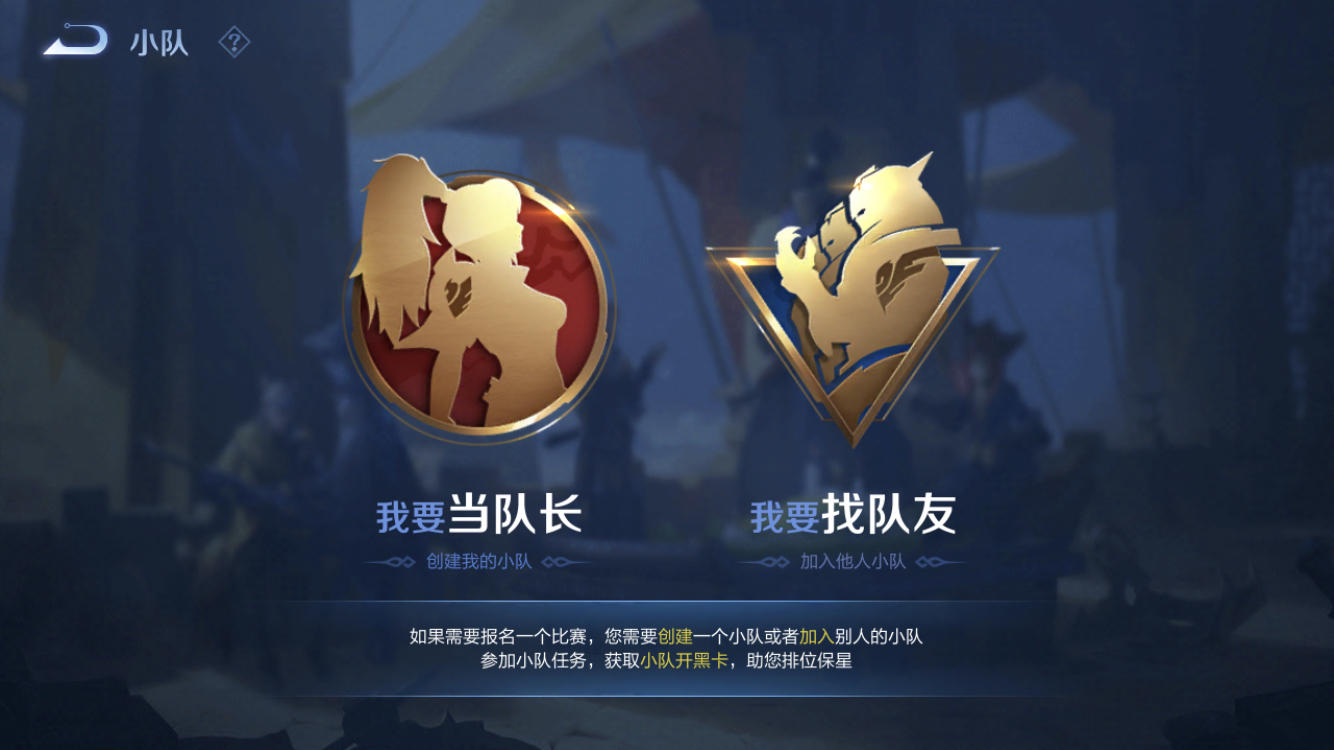 小队
?
我要当队长
创建我的小队
我要找队友
加入他人小队
如果需要报名一个比赛，您需要创建一个小队或者加入别人的小队
参加小队任务，获取小队开黑卡，助您排位保星